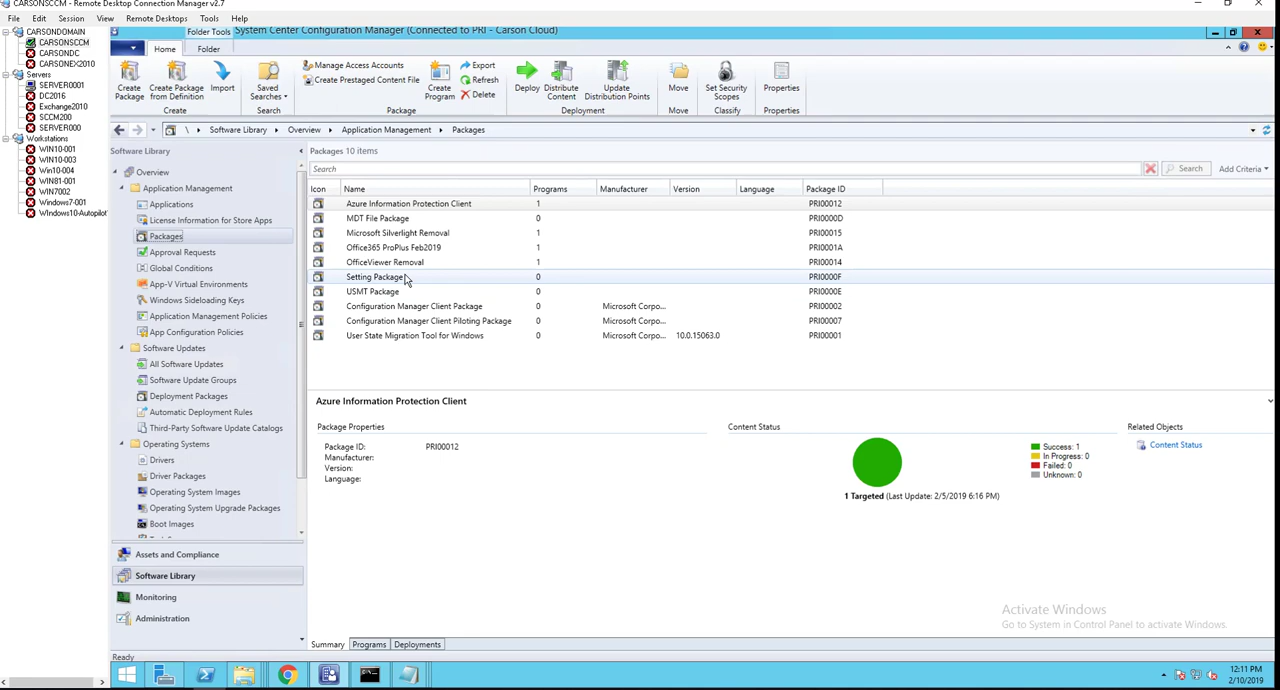 CARSONSCCM - Remote Desktop Connection Manager v2.7
File Edit Session View Remote Desktops Tools Help
CARSONDOMAIN
CARSONSCCM
CARSONDC
CARSONEX2010
Servers
SERVER0001
DC2016
Exchange2010
SCCM200
SERVER000
Workstations
WIN10-001
WIN10-003
Win10-004
WIN81-001
WIN7002
Windows7-001
WIndows10-Autopilot
Folder Tools System Center Configuration Manager (Connected to PRI - Carson Cloud)
Home Folder
Create Package
Create Package from Definition
Import
Create
Saved Searches
Search
Manage Access Accounts
Create Prestaged Content File
Create Program
Export
Refresh
Delete
Package
Deploy
Distribute Content
Update Distribution Points
Deployment
Move
Move
Set Security Scopes
Classify
Properties
Properties
\ Software Library Overview Application Management Packages
Software Library
Overview
Application Management
Applications
License Information for Store Apps
Packages
Approval Requests
Global Conditions
App-V Virtual Environments
Windows Sideloading Keys
Application Management Policies
App Configuration Policies
Software Updates
All Software Updates
Software Update Groups
Deployment Packages
Automatic Deployment Rules
Third-Party Software Update Catalogs
Operating Systems
Drivers
Driver Packages
Operating System Images
Operating System Upgrade Packages
Boot Images
Assets and Compliance
Software Library
Monitoring
Administration
Packages 10 items
Search Search Add Criteria
Icon Name Programs Manufacturer Version Language Package ID
Azure Information Protection Client 1 PRI00012
MDT File Package 0 PRI0000D
Microsoft Silverlight Removal 1 PRI00015
Office365 ProPlus Feb2019 1 PRI0001A
OfficeViewer Removal 1 PRI00014
Setting Package 0 PRI0000F
USMT Package 0 PRI0000E
Configuration Manager Client Package 0 Microsoft Corpo... PRI00002
Configuration Manager Client Piloting Package 0 Microsoft Corpo... PRI00007
User State Migration Tool for Windows 0 Microsoft Corpo... 10.0.15063.0 PRI00001
Azure Information Protection Client
Package Properties
Package ID: PRI00012
Manufacturer:
Version:
Language:
Content Status
Success: 1
In Progress: 0
Failed: 0
Unknown: 0
1 Targeted (Last Update: 2/5/2019 6:16 PM)
Related Objects
Content Status
Activate Windows
Go to System in Control Panel to activate Windows.
Summary Programs Deployments
Ready
12:11 PM
2/10/2019